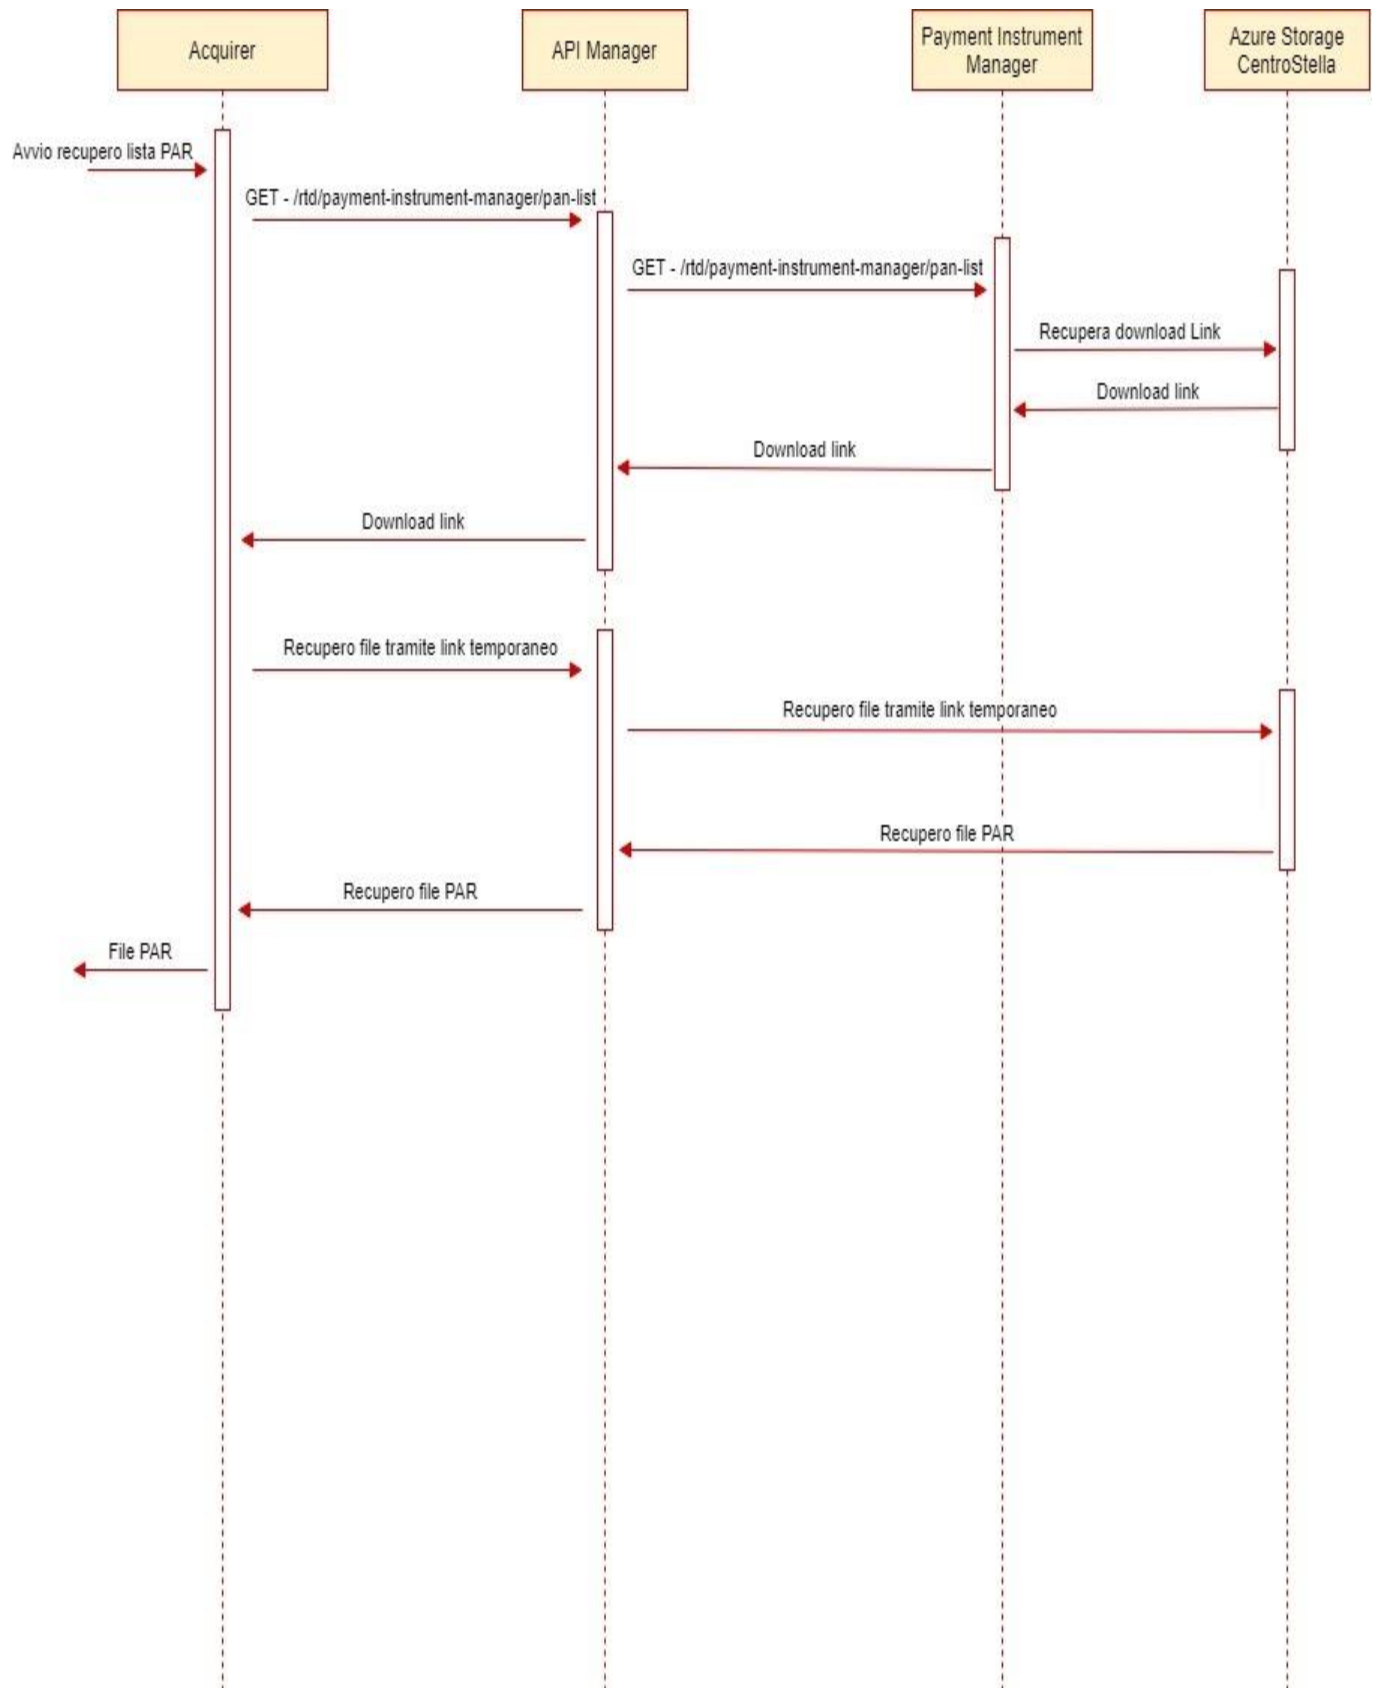 Acquirer
API Manager
Payment Instrument
Manager
Azure Storage
CentroStella
Avvio recupero lista PAR
GET - /rtd/payment-instrument-manager/pan-list
GET - /rtd/payment-instrument-manager/pan-list
Recupera download Link
Download link
Download link
Download link
Recupero file tramite link temporaneo
Recupero file tramite link temporaneo
Recupero file PAR
Recupero file PAR
File PAR